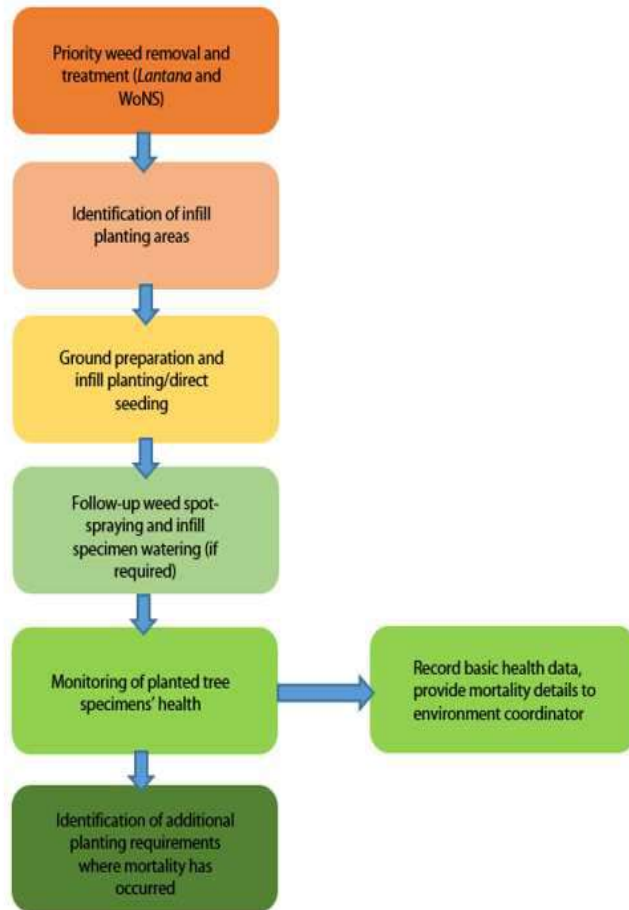 Priority weed removal and
treatment (Lantana and
WoNS)
Identification of infill
planting areas
Ground preparation and
infill planting/direct
seeding
Follow-up weed spot-
spraying and infill
specimen watering (if
required)
Monitoring of planted tree
specimens’ health
Record basic health data,
provide mortality details to
environment coordinator
Identification of additional
planting requirements
where mortality has
occurred